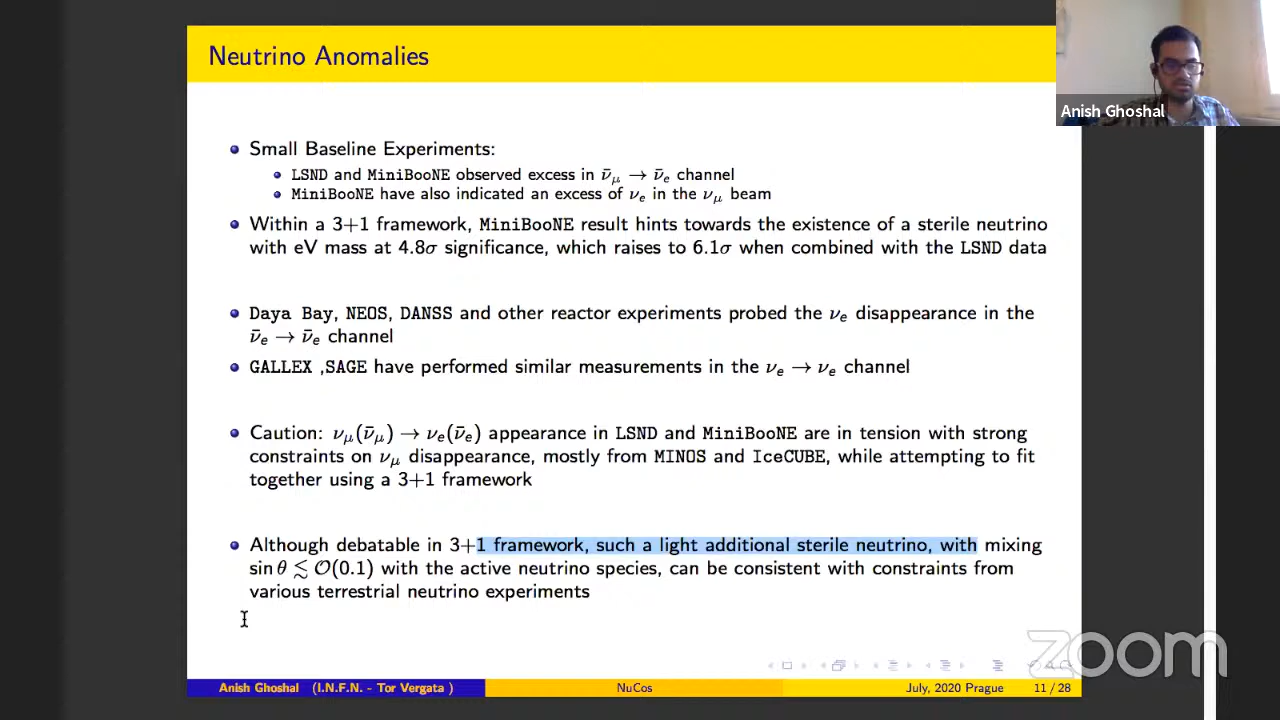 Neutrino Anomalies
Anish Ghoshal
Small Baseline Experiments:
LSND and MiniBooNE observed excess in ν̄μ → ν̄e channel
MiniBooNE have also indicated an excess of νe in the νμ beam
Within a 3+1 framework, MiniBooNE result hints towards the existence of a sterile neutrino
with eV mass at 4.8σ significance, which raises to 6.1σ when combined with the LSND data
Daya Bay, NEOS, DANSS and other reactor experiments probed the νe disappearance in the
ν̄e → ν̄e channel
GALLEX ,SAGE have performed similar measurements in the νe → νe channel
Caution: νμ(ν̄μ) → νe(ν̄e) appearance in LSND and MiniBooNE are in tension with strong
constraints on νμ disappearance, mostly from MINOS and IceCUBE, while attempting to fit
together using a 3+1 framework
Although debatable in 3+1 framework, such a light additional sterile neutrino, with mixing
sin θ ≲ 𝒪(0.1) with the active neutrino species, can be consistent with constraints from
various terrestrial neutrino experiments
zoom
Anish Ghoshal (I.N.F.N. - Tor Vergata )
NuCos
July, 2020 Prague
11 / 28